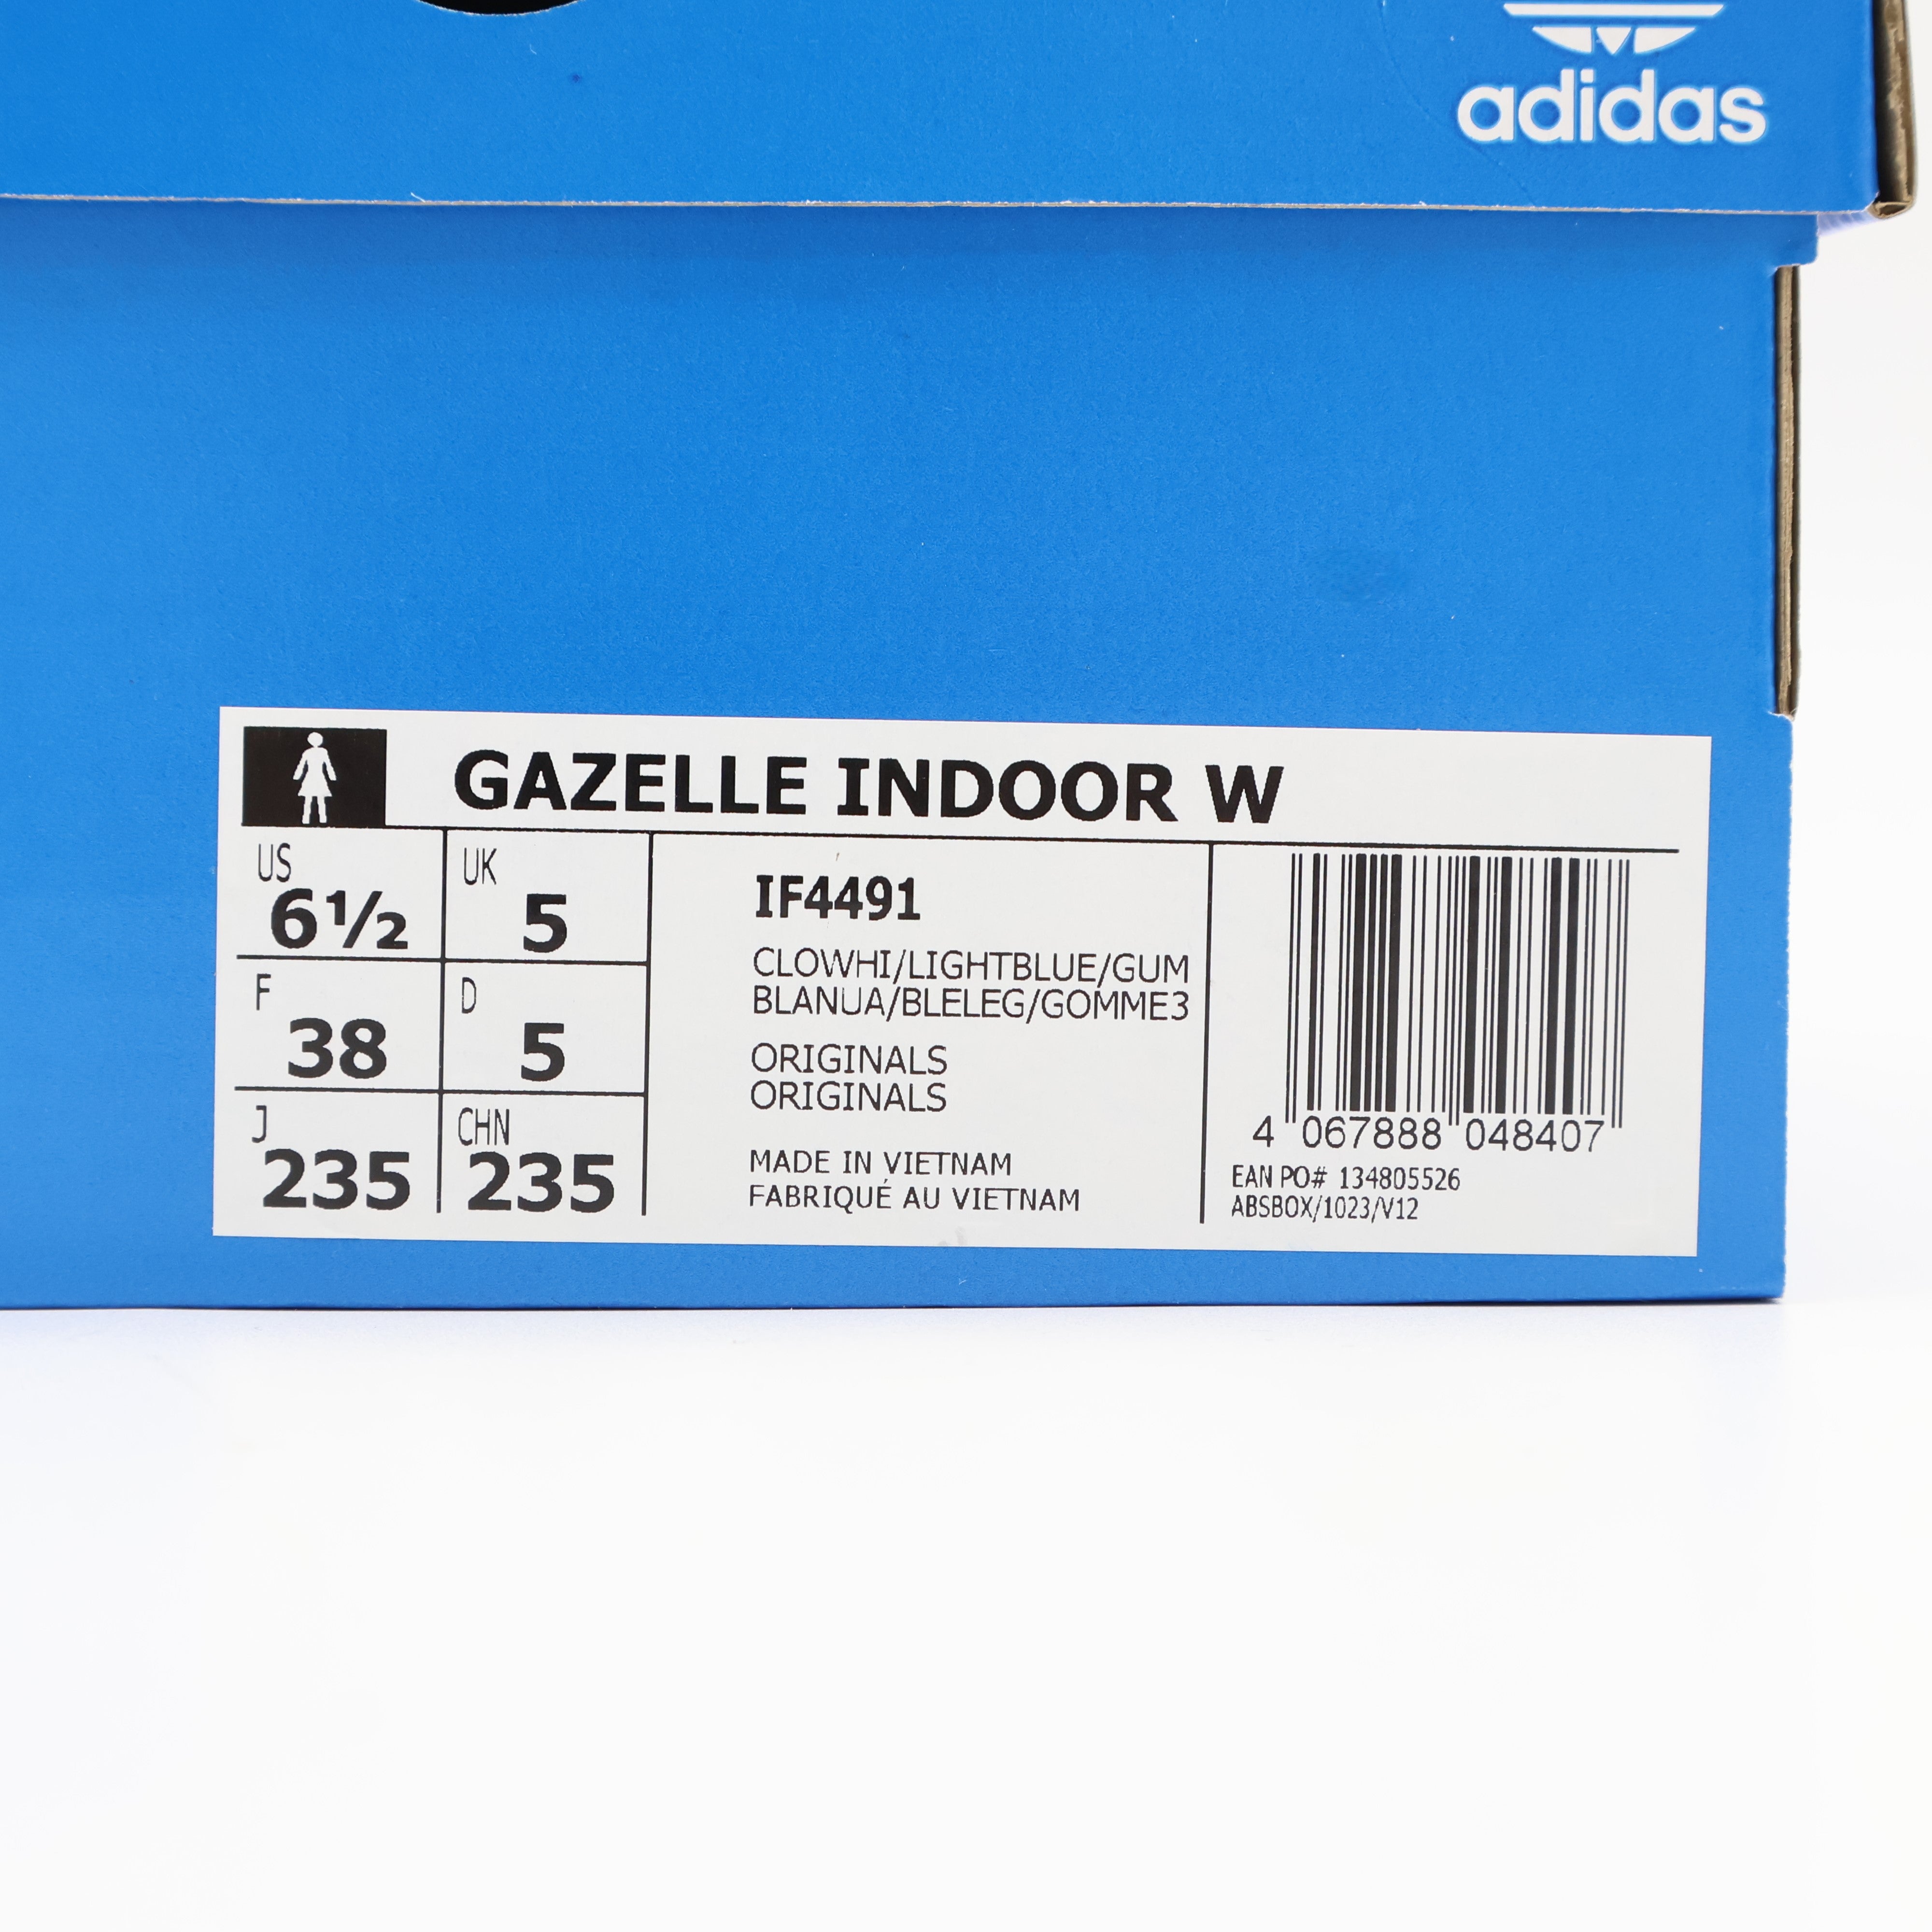 adidas
GAZELLE INDOOR W
US
6½
UK
5
F
38
D
5
J
235
CHN
235
IF4491
CLOWHI/LIGHTBLUE/GUM
BLANUA/BLELEG/GOMME3
ORIGINALS
ORIGINALS
MADE IN VIETNAM
FABRIQUÉ AU VIETNAM
4 067888 048407
EAN PO# 134805526
ABSBOX/1023/V12